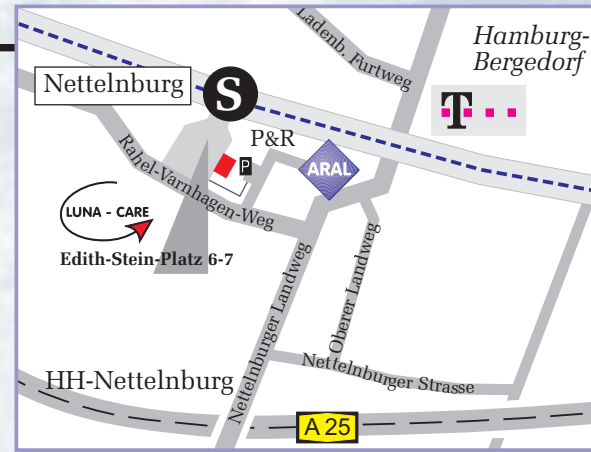 Ladenb. Furtweg
Hamburg-
Bergedorf
Nettelnburg
S
T
P&R
P
ARAL
Rahel-Varnhagen-Weg
LUNA - CARE
Edith-Stein-Platz 6-7
Nettelnburger Landweg
Oberer Landweg
Nettelnburger Strasse
HH-Nettelnburg
A 25